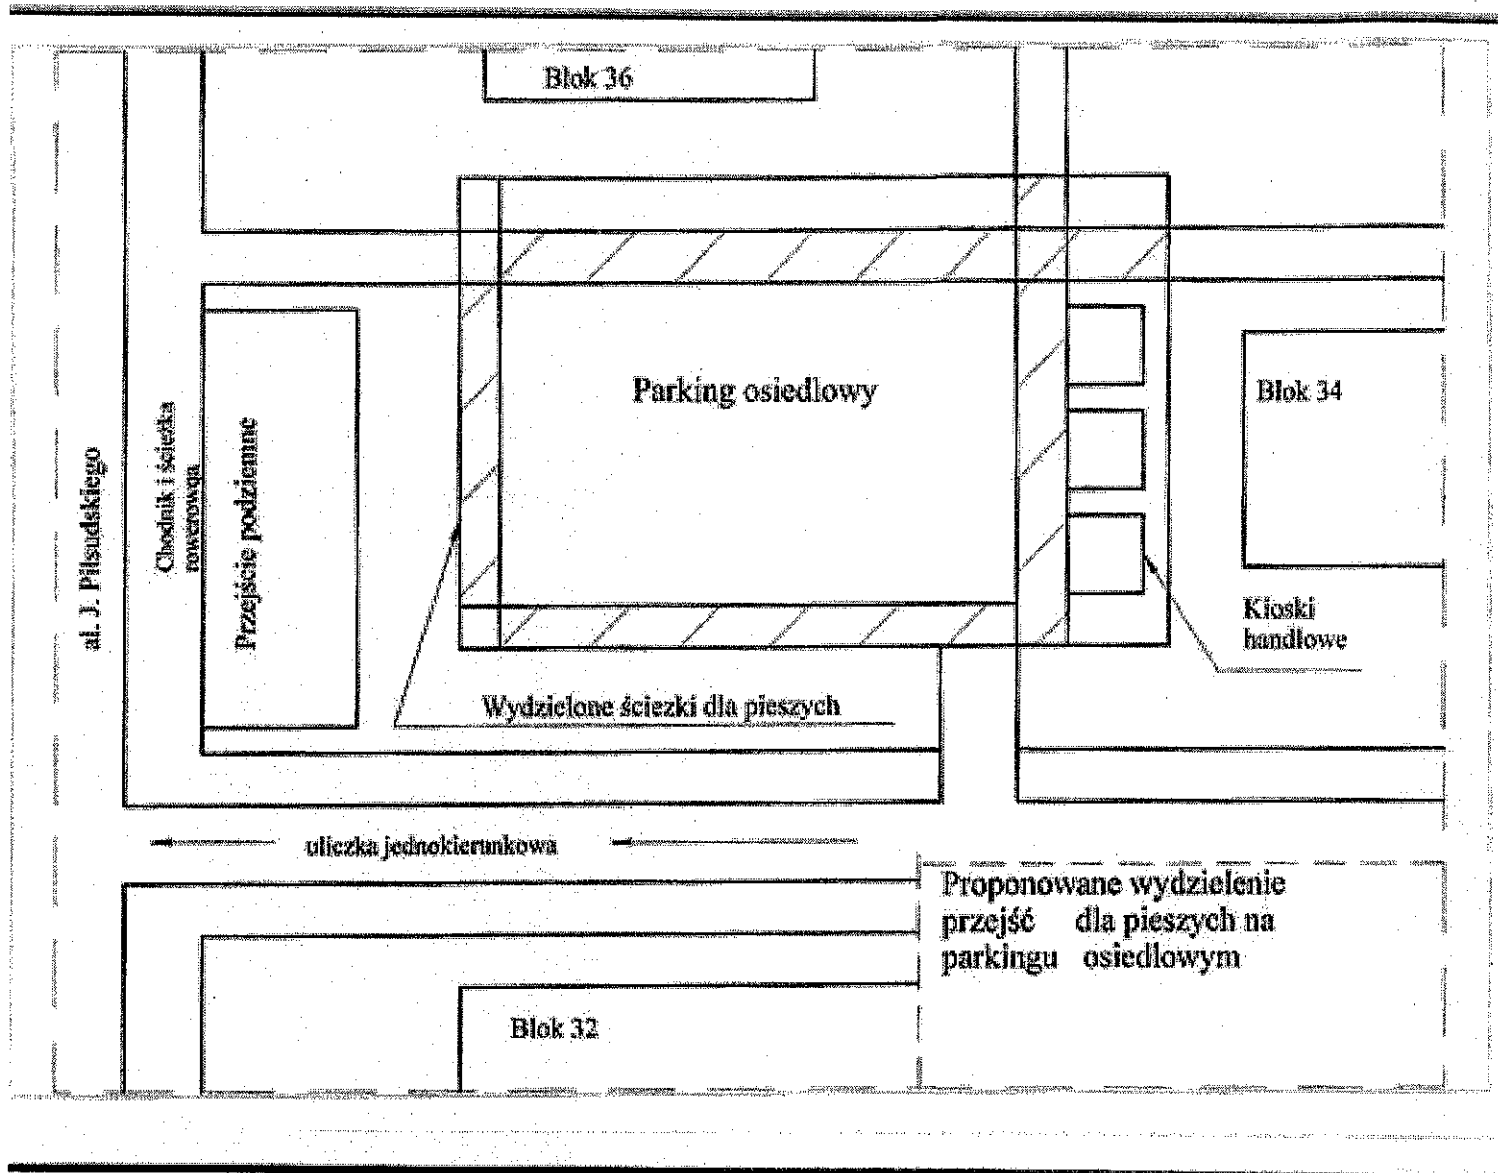 Blok 36
Parking osiedlowy
Blok 34
al. J. Piłsudskiego
Chodnik i ścieżka
rowerowqa
Przejście podziemne
Kioski
handlowe
Wydzielone ścieżki dla pieszych
uliczka jednokierunkowa
Proponowane wydzielenie
przejść dla pieszych na
parkingu osiedlowym
Blok 32